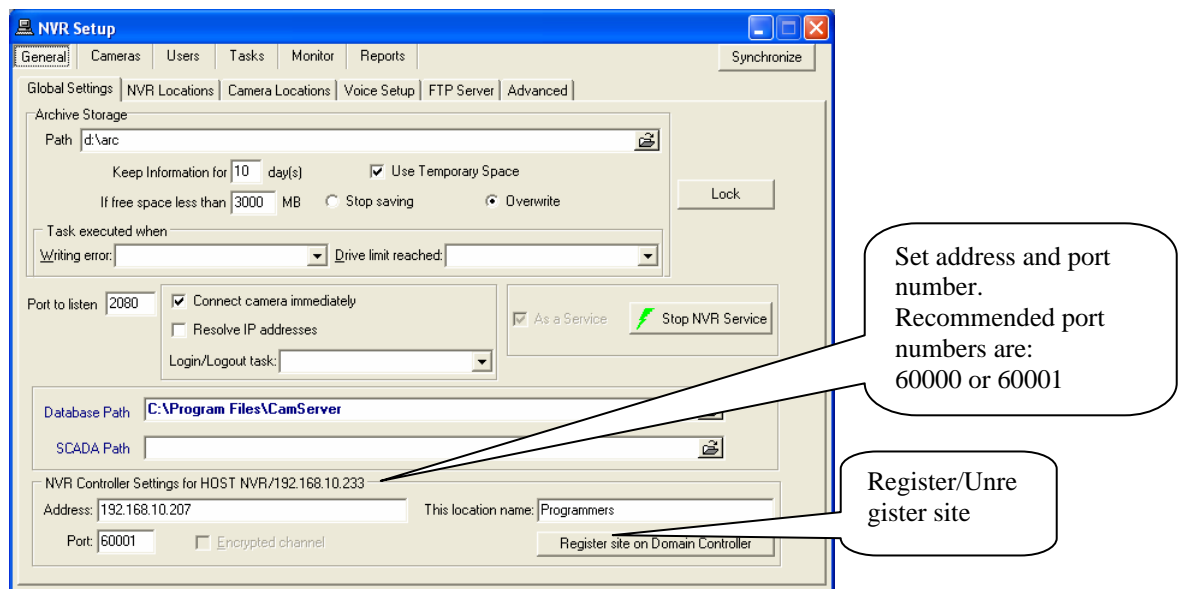 NVR Setup
General Cameras Users Tasks Monitor Reports Synchronize
Global Settings NVR Locations Camera Locations Voice Setup FTP Server Advanced
Archive Storage
Path d:\arc
Keep Information for 10 day(s) Use Temporary Space
If free space less than 3000 MB Stop saving Overwrite
Lock
Task executed when
Writing error: Drive limit reached:
Port to listen 2080 Connect camera immediately
Resolve IP addresses
As a Service Stop NVR Service
Login/Logout task:
Database Path C:\Program Files\CamServer
SCADA Path
NVR Controller Settings for HOST NVR/192.168.10.233
Address: 192.168.10.207 This location name: Programmers
Port: 60001 Encrypted channel Register site on Domain Controller
Set address and port
number.
Recommended port
numbers are:
60000 or 60001
Register/Unre
gister site